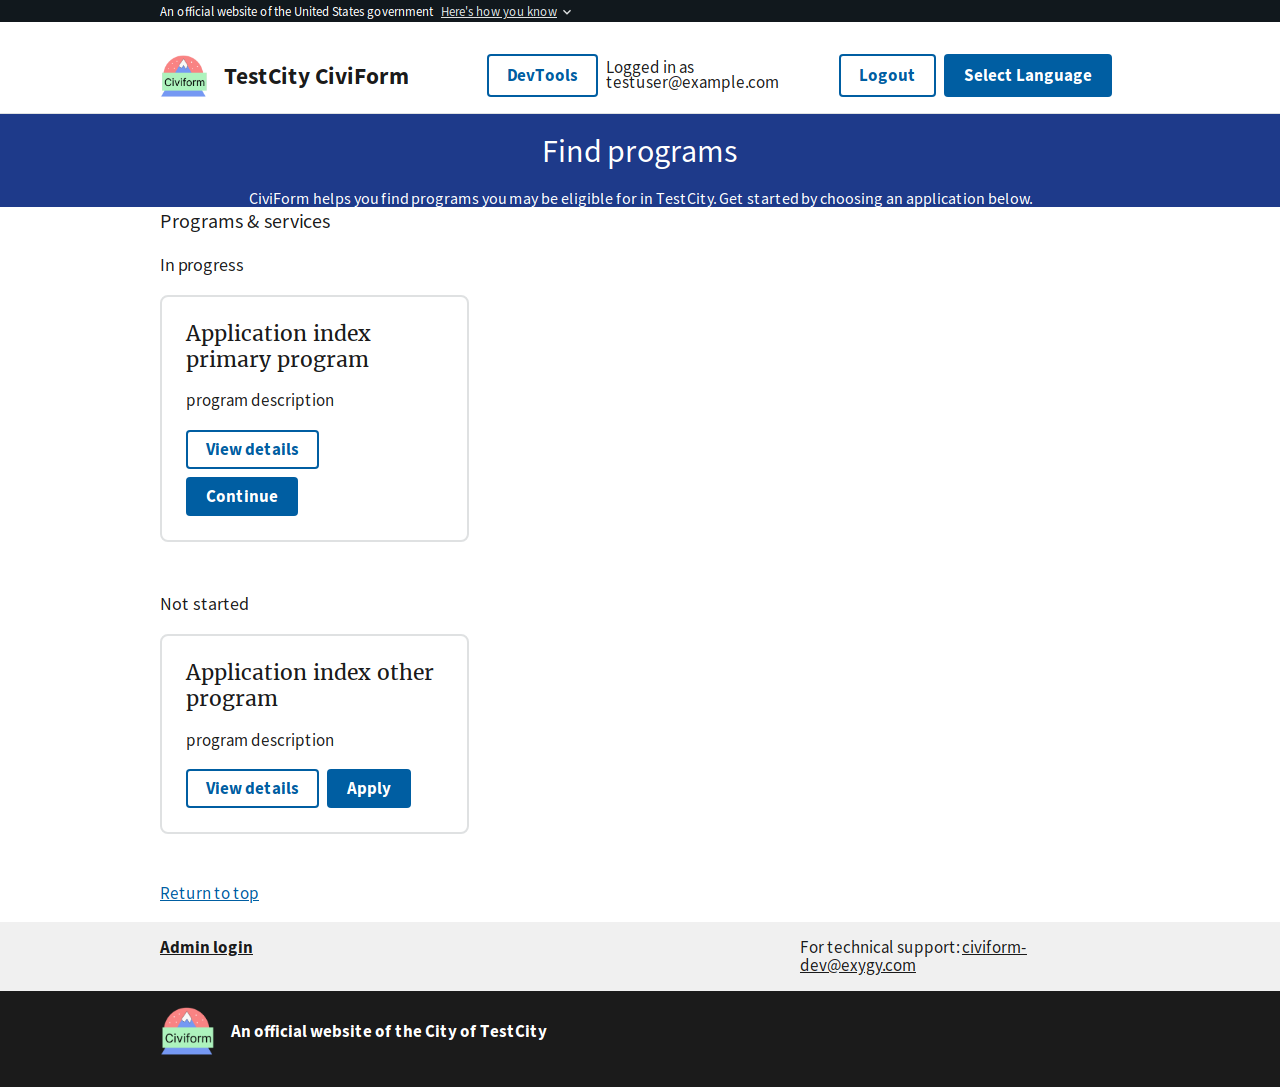 An official website of the United States government Here's how you know
Civiform
TestCity CiviForm
DevTools
Logged in as
testuser@example.com
Logout
Select Language
Find programs
CiviForm helps you find programs you may be eligible for in TestCity. Get started by choosing an application below.
Programs & services
In progress
Application index
primary program
program description
View details
Continue
Not started
Application index other
program
program description
View details
Apply
Return to top
Admin login
For technical support: civiform-
dev@exygy.com
Civiform
An official website of the City of TestCity